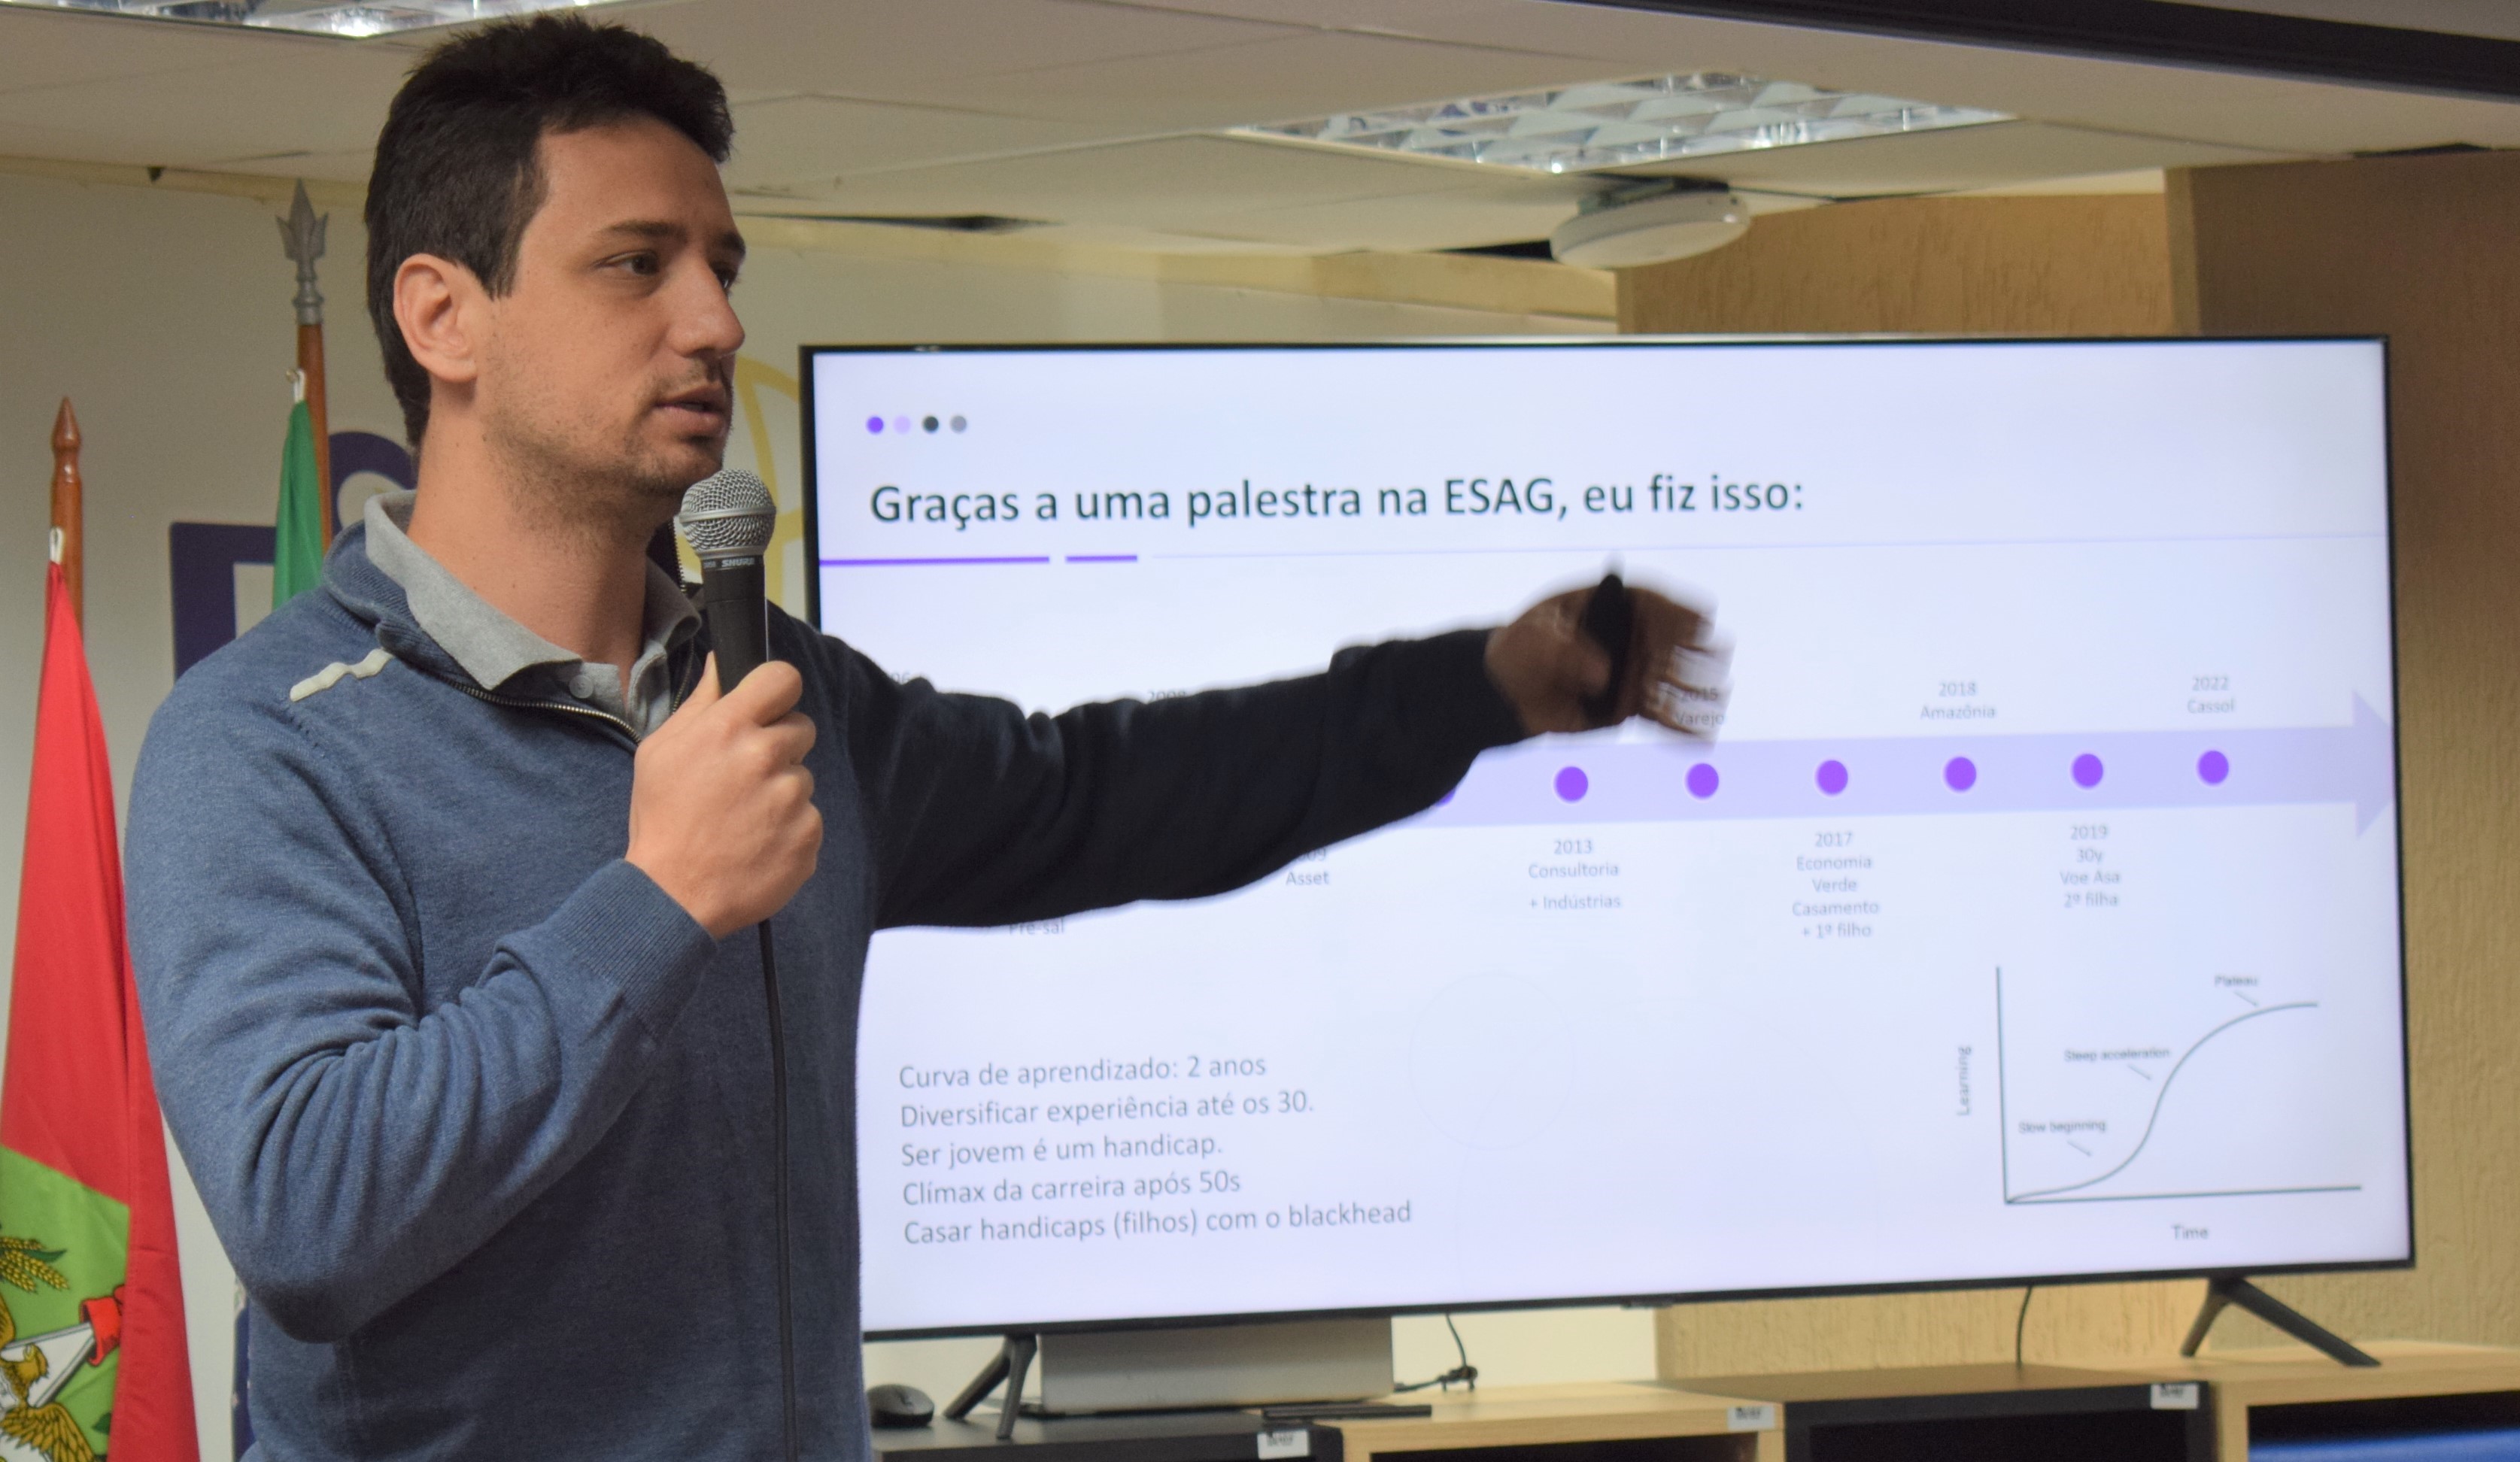 Graças a uma palestra na ESAG, eu fiz isso:
SHURE
2008
2015
Varejo
2018
Amazônia
2022
Cassol
Asset
Pré-sal
2013
Consultoria
+ Indústrias
2017
Economia
Verde
Casamento
+ 1º filho
2019
30y
Voe Asa
2ª filha
Curva de aprendizado: 2 anos
Diversificar experiência até os 30.
Ser jovem é um handicap.
Clímax da carreira após 50s
Casar handicaps (filhos) com o blackhead
Plateau
Steep acceleration
Slow beginning
Learning
Time